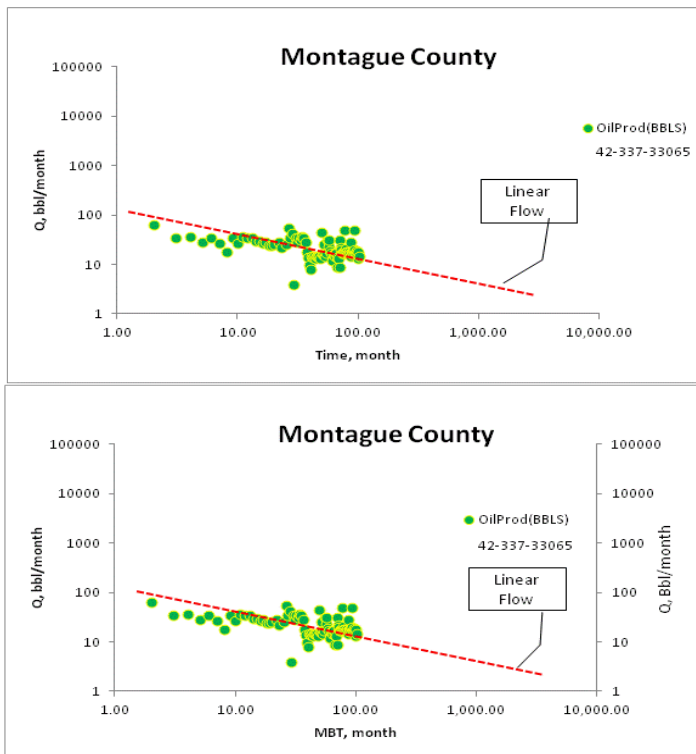 Montague County
100000
10000
1000
100
10
1
Q, bbl/month
1.00
10.00
100.00
1,000.00
10,000.00
Time, month
OilProd(BBLS)
42-337-33065
Linear
Flow
Montague County
100000
10000
1000
100
10
1
Q, bbl/month
1.00
10.00
100.00
1,000.00
10,000.00
MBT, month
OilProd(BBLS)
42-337-33065
Linear
Flow
100000
10000
1000
100
10
1
Q, Bbl/month